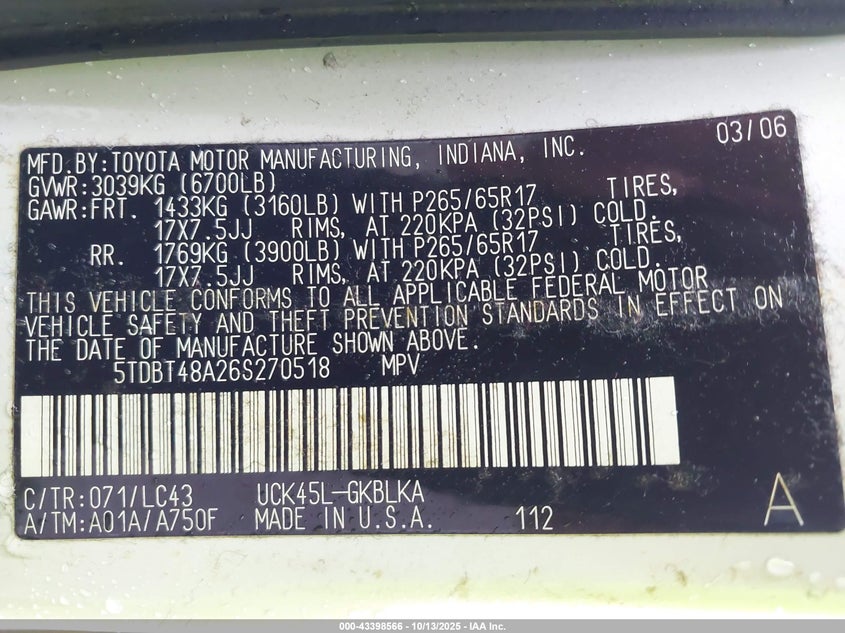 03/06
MFD.BY:TOYOTA MOTOR MANUFACTURING, INDIANA, INC.
GVWR:3039KG (6700LB)
GAWR:FRT. 1433KG (3160LB) WITH P265/65R17 TIRES,
17X7.5JJ RIMS, AT 220KPA (32PSI) COLD.
RR. 1769KG (3900LB) WITH P265/65R17 TIRES,
17X7.5JJ RIMS, AT 220KPA (32PSI) COLD.
THIS VEHICLE CONFORMS TO ALL APPLICABLE FEDERAL MOTOR
VEHICLE SAFETY AND THEFT PREVENTION STANDARDS IN EFFECT ON
THE DATE OF MANUFACTURE SHOWN ABOVE.
5TDBT48A26S270518 MPV
C/TR:071/LC43 UCK45L-GKBLKA
A/TM:A01A/A750F MADE IN U.S.A. 112 A
000-43398566 - 10/13/2025 - IAA Inc.